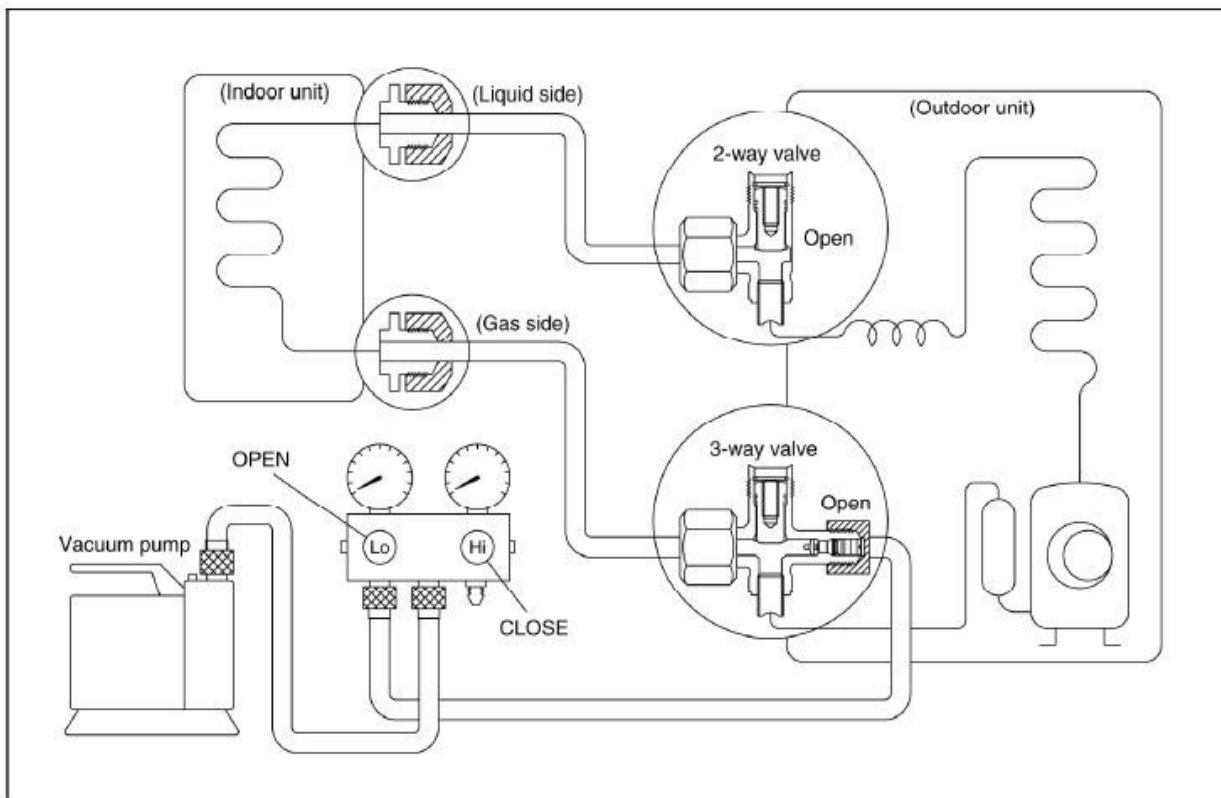 (Indoor unit)
(Liquid side)
(Outdoor unit)
2-way valve
Open
(Gas side)
3-way valve
OPEN
Open
Vacuum pump
Lo
Hi
CLOSE